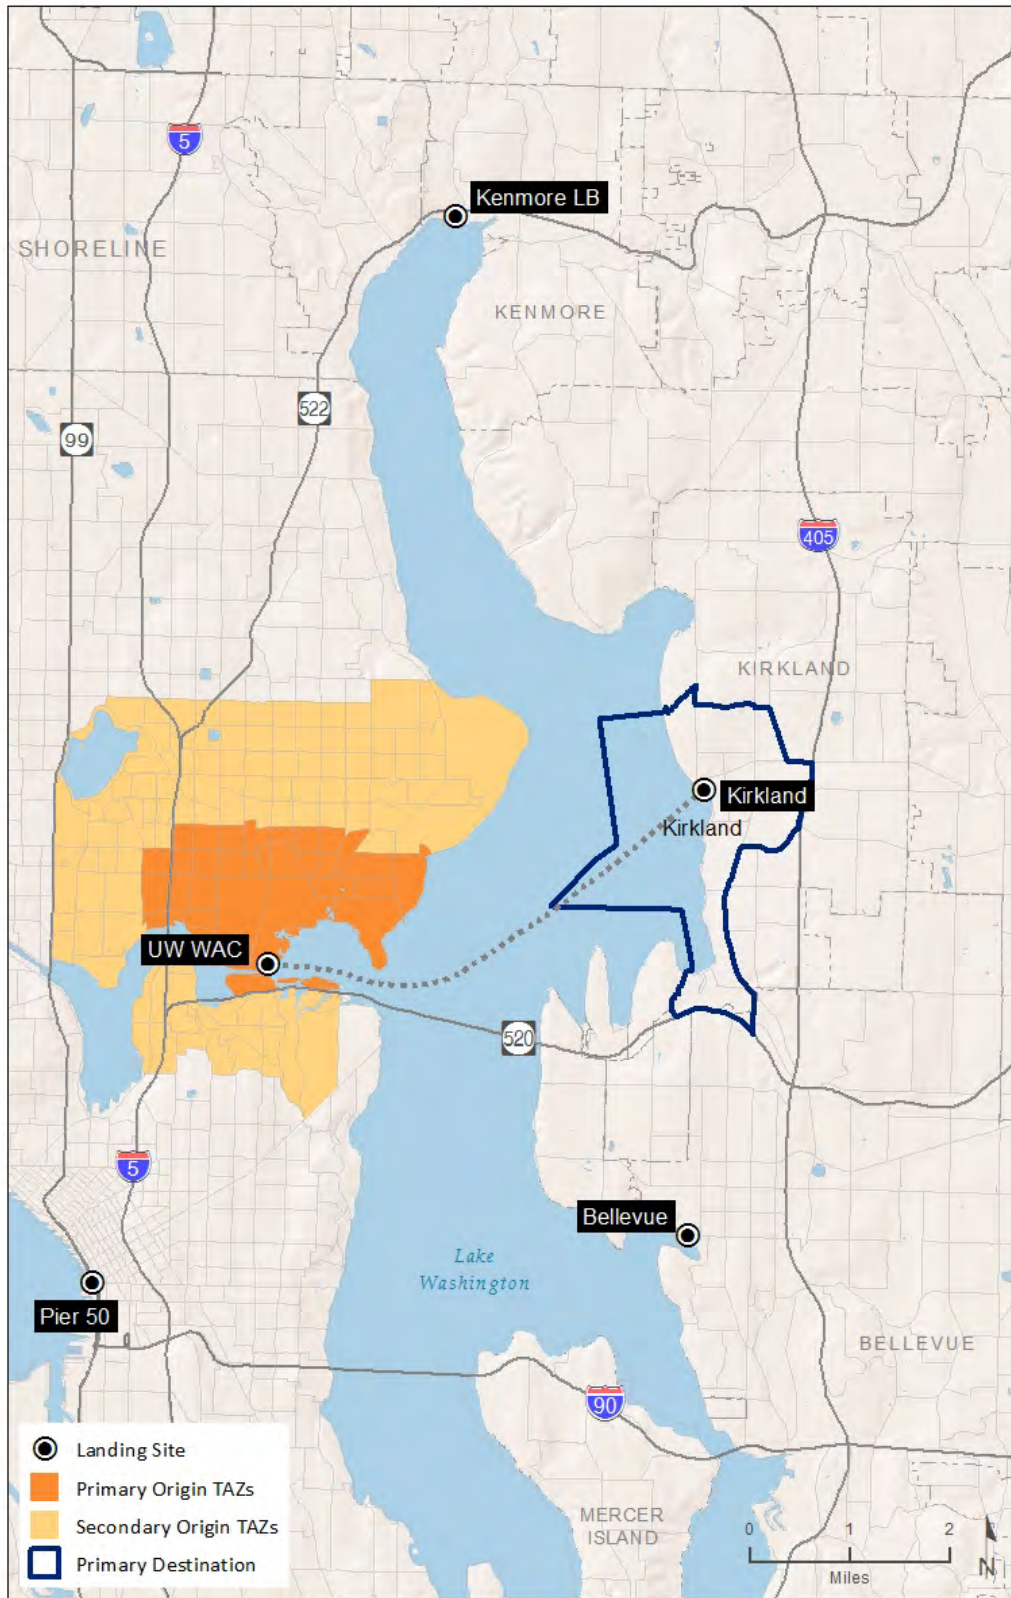 5
Kenmore LB
SHORELINE
KENMORE
522
99
405
KIRKLAND
Kirkland
Kirkland
UW WAC
520
5
Bellevue
Lake
Washington
Pier 50
BELLEVUE
90
Landing Site
Primary Origin TAZs
Secondary Origin TAZs
Primary Destination
MERCER
ISLAND
0 1 2
Miles
N